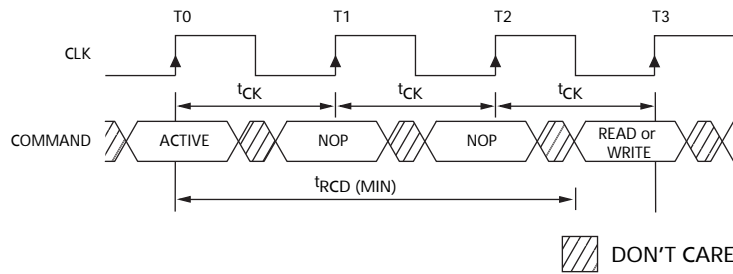 T0 T1 T2 T3
CLK
tCK tCK tCK
COMMAND ACTIVE NOP NOP READ or
WRITE
tRCD (MIN)
DON'T CARE